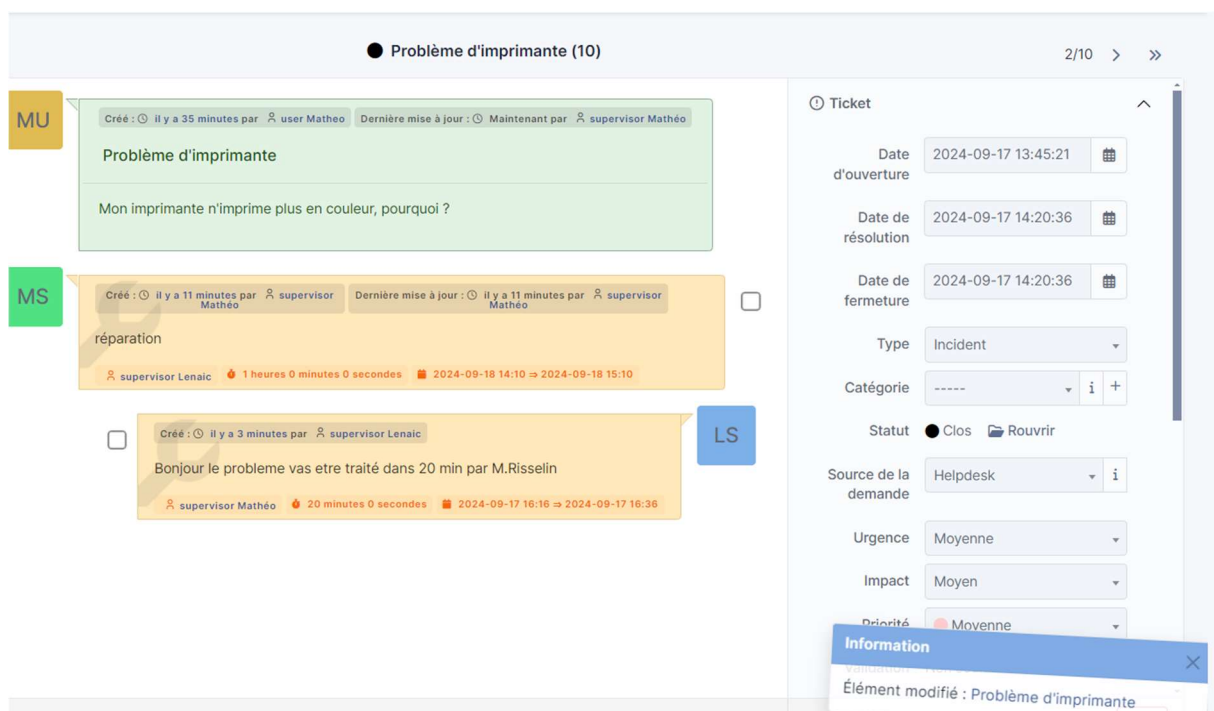 Problème d'imprimante (10)
2/10
MU
Créé : il y a 35 minutes par user Matheo Dernière mise à jour : Maintenant par supervisor Mathéo
Problème d'imprimante
Mon imprimante n'imprime plus en couleur, pourquoi ?
MS
Créé : il y a 11 minutes par supervisor
Mathéo
Dernière mise à jour : il y a 11 minutes par supervisor
Mathéo
réparation
supervisor Lenaic 1 heures 0 minutes 0 secondes 2024-09-18 14:10 ⇒ 2024-09-18 15:10
Créé : il y a 3 minutes par supervisor Lenaic
LS
Bonjour le probleme vas etre traité dans 20 min par M.Risselin
supervisor Mathéo 20 minutes 0 secondes 2024-09-17 16:16 ⇒ 2024-09-17 16:36
Ticket
Date
d'ouverture
2024-09-17 13:45:21
Date de
résolution
2024-09-17 14:20:36
Date de
fermeture
2024-09-17 14:20:36
Type Incident
Catégorie ----- i +
Statut Clos Rouvrir
Source de la
demande
Helpdesk i
Urgence Moyenne
Impact Moyen
Priorité Moyenne
Information
Élément modifié : Problème d'imprimante